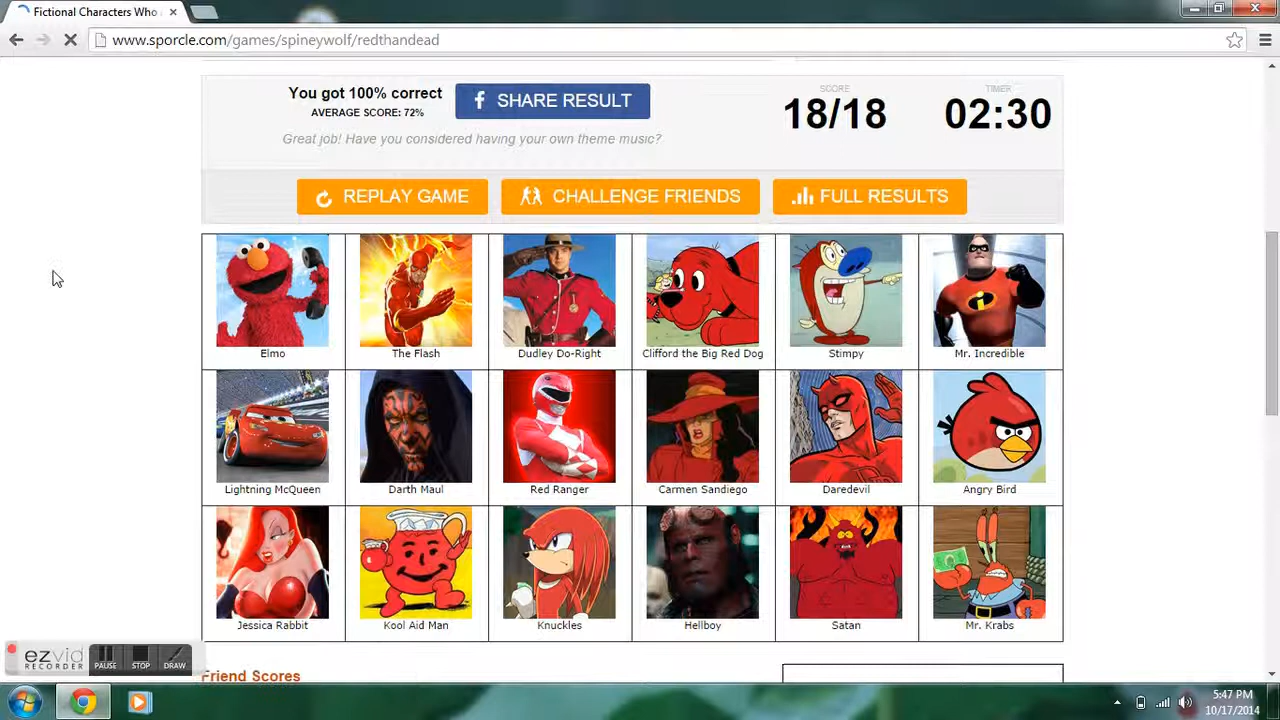 Fictional Characters Who
www.sporcle.com/games/spineywolf/redthandead
You got 100% correct
AVERAGE SCORE: 72%
f SHARE RESULT
SCORE
18/18
TIMER
02:30
Great job! Have you considered having your own theme music?
REPLAY GAME
CHALLENGE FRIENDS
FULL RESULTS
Elmo
The Flash
Dudley Do-Right
Clifford the Big Red Dog
Stimpy
Mr. Incredible
Lightning McQueen
Darth Maul
Red Ranger
Carmen Sandiego
Daredevil
Angry Bird
Jessica Rabbit
Kool Aid Man
Knuckles
Hellboy
Satan
Mr. Krabs
ezvid
RECORDER
PAUSE
STOP
DRAW
Friend Scores
5:47 PM
10/17/2014